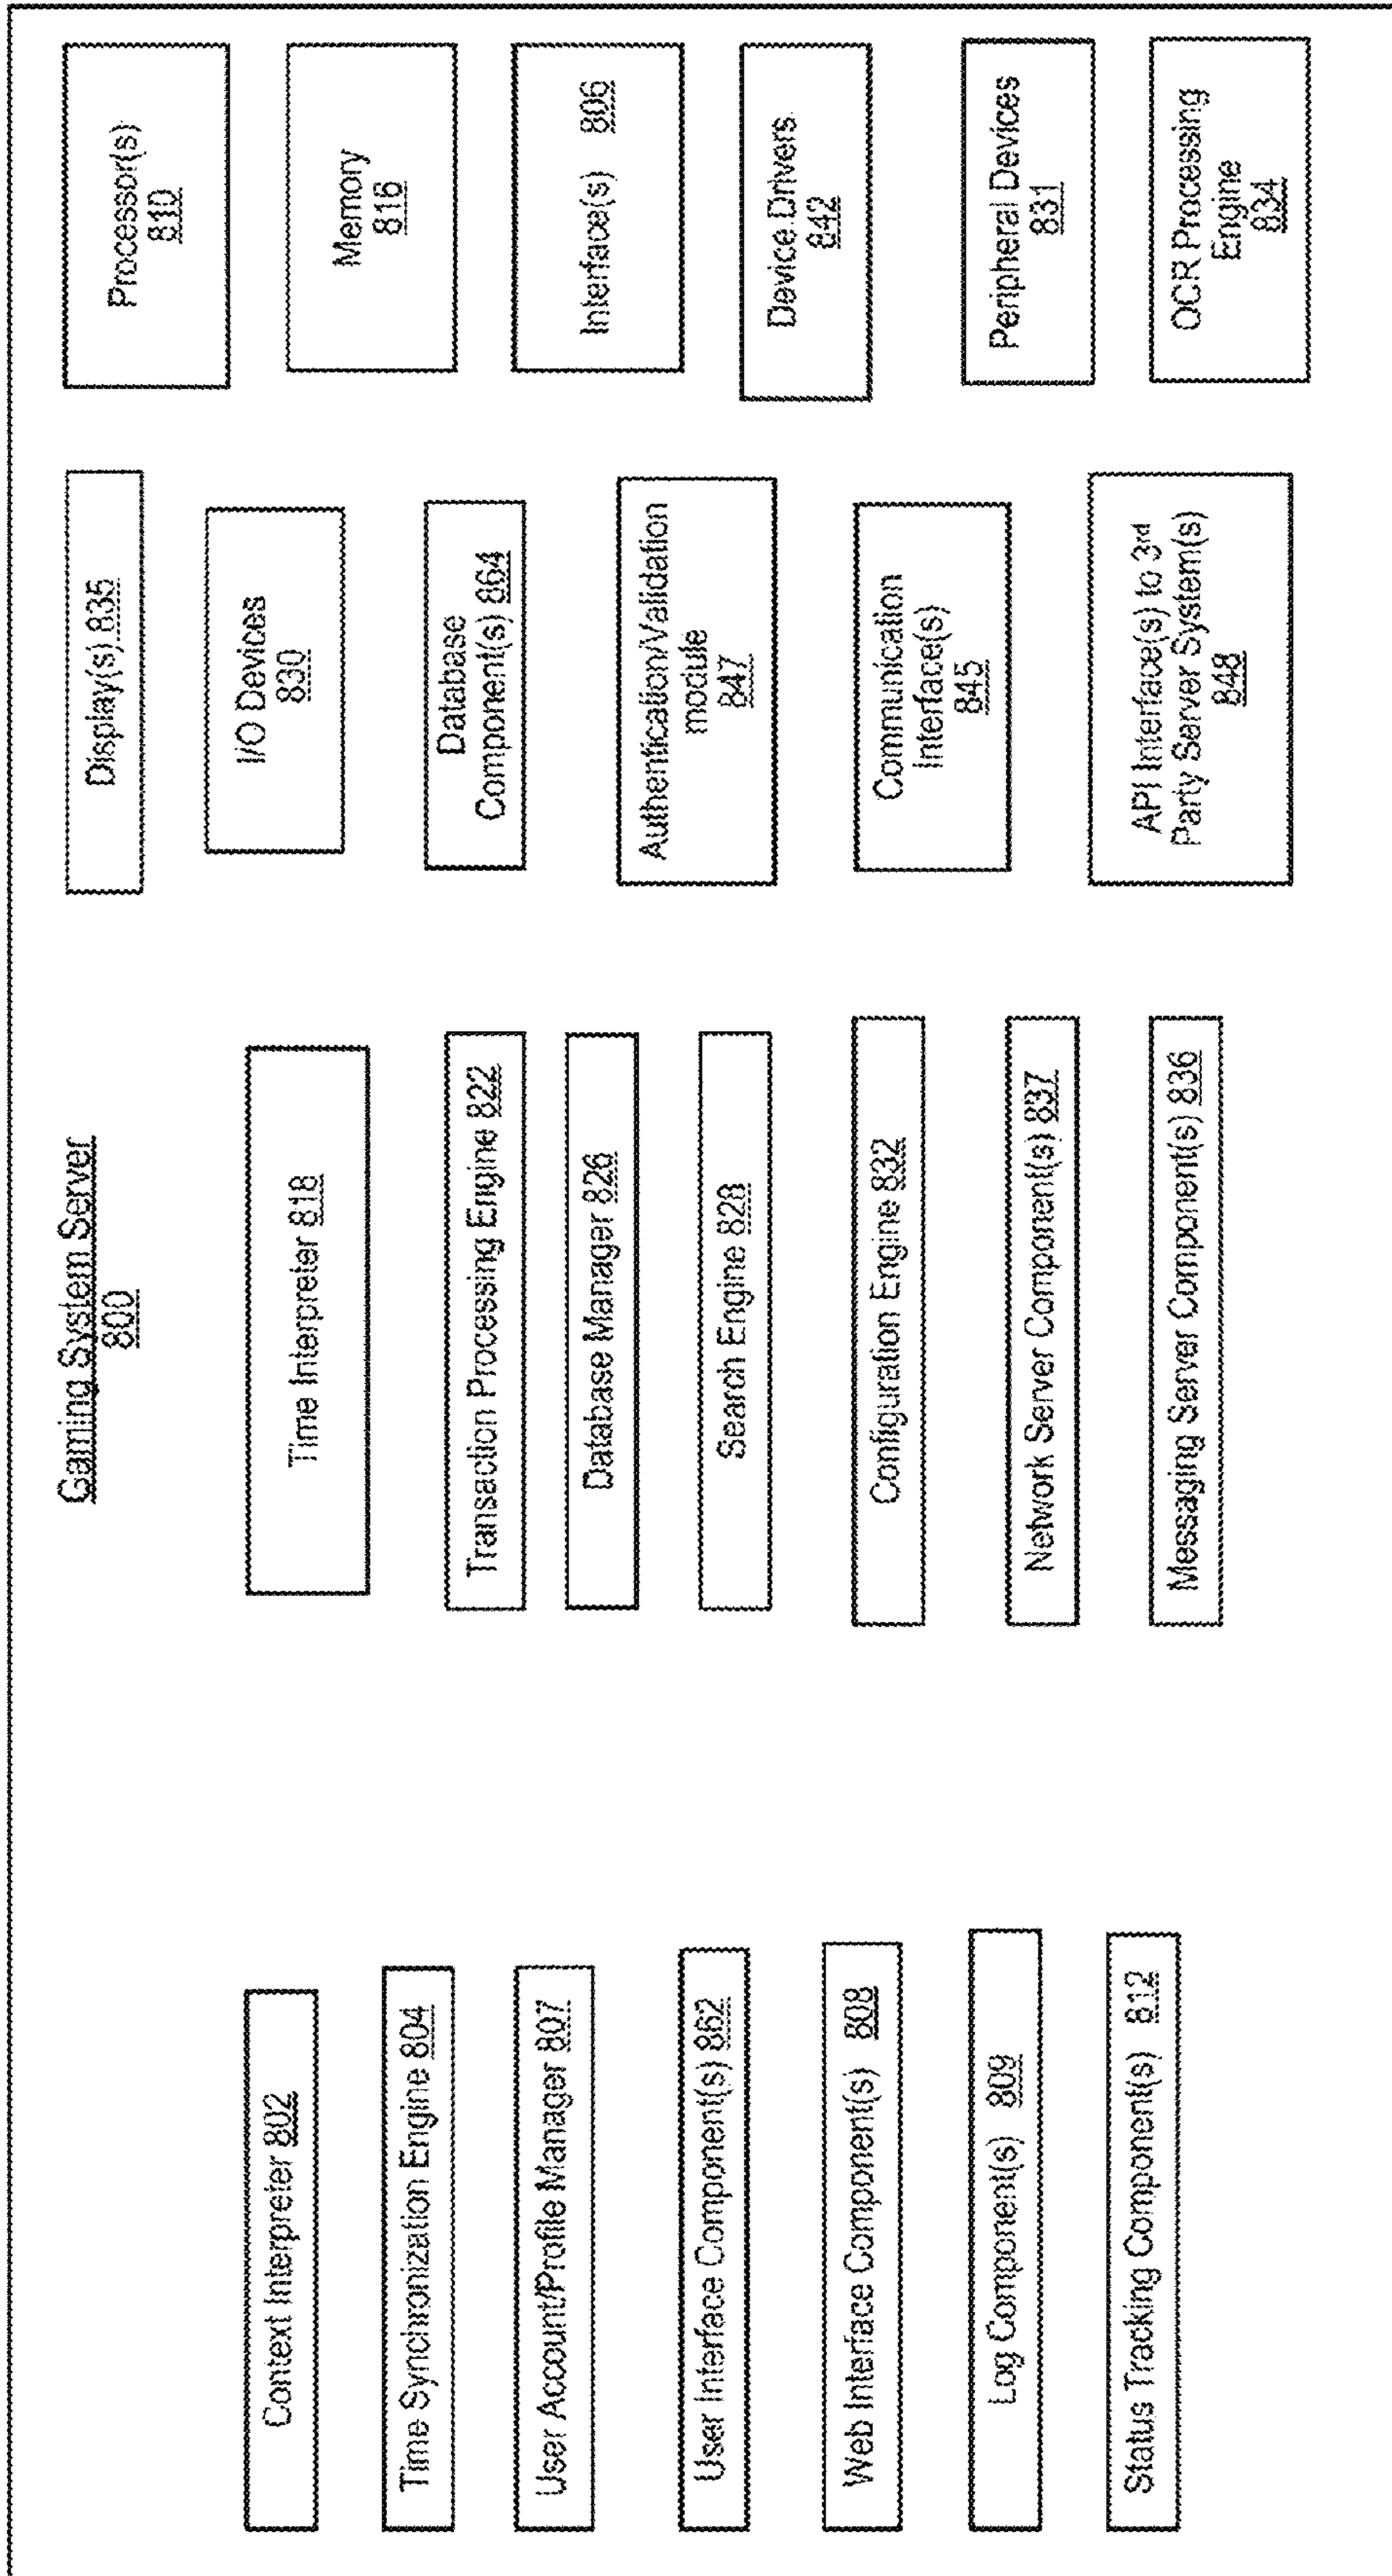 Gaming System Server
800
Context Interpreter 802
Time Synchronization Engine 804
User Account/Profile Manager 807
User Interface Component(s) 862
Web Interface Component(s) 808
Log Component(s) 809
Status Tracking Component(s) 812
Time Interpreter 818
Transaction Processing Engine 822
Database Manager 826
Search Engine 828
Configuration Engine 832
Network Server Component(s) 837
Messaging Server Component(s) 836
Display(s) 835
I/O Devices
830
Database
Component(s) 864
Authentication/Validation
module
847
Communication
Interface(s)
845
API Interface(s) to 3rd
Party Server System(s)
848
Processor(s)
810
Memory
816
Interface(s) 806
Device Drivers
842
Peripheral Devices
831
OCR Processing
Engine
834